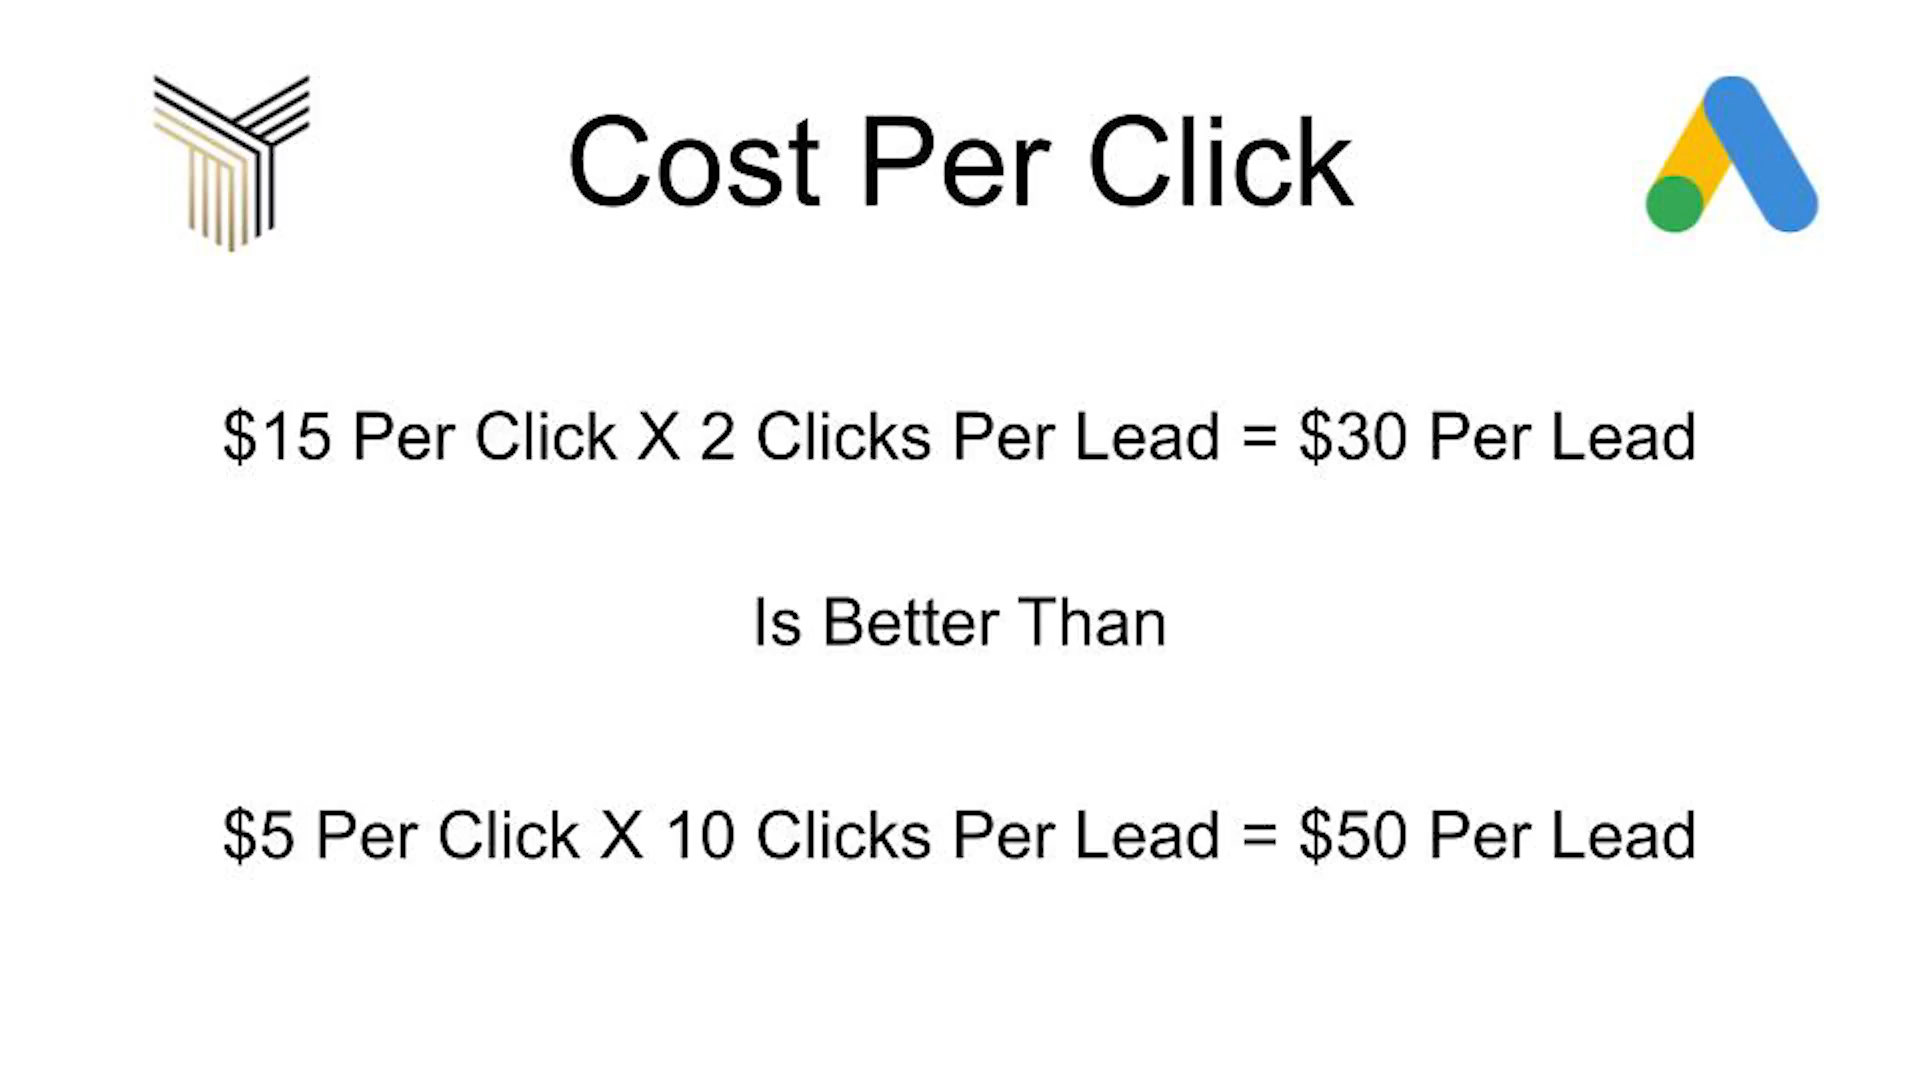 Cost Per Click
$15 Per Click X 2 Clicks Per Lead = $30 Per Lead
Is Better Than
$5 Per Click X 10 Clicks Per Lead = $50 Per Lead